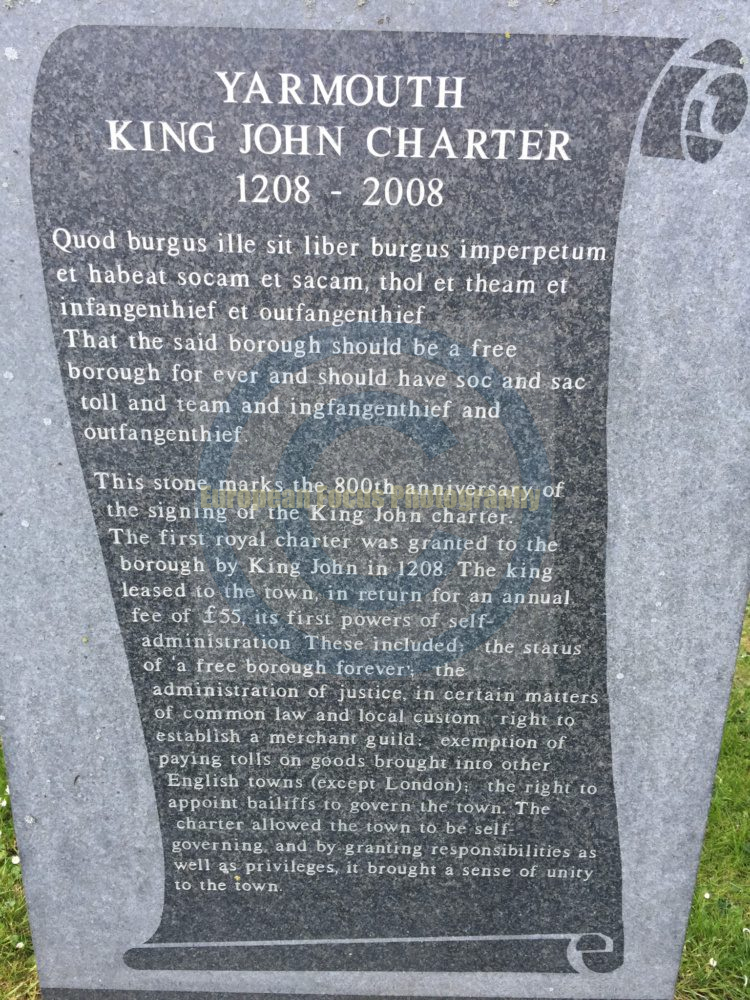 YARMOUTH
KING JOHN CHARTER
1208 - 2008
Quod burgus ille sit liber burgus imperpetum
et habeat socam et sacam, thol et theam et
infangenthief et outfangenthief
That the said borough should be a free
borough for ever and should have soc and sac
toll and team and ingfangenthief and
outfangenthief.
This stone marks the 800th anniversary of
the signing of the King John charter.
The first royal charter was granted to the
borough by King John in 1208. The king
leased to the town, in return for an annual
fee of £55, its first powers of self-
administration These included; the status
of 'a free borough forever'; the
administration of justice, in certain matters
of common law and local custom right to
establish a merchant guild; exemption of
paying tolls on goods brought into other
English towns (except London); the right to
appoint bailiffs to govern the town. The
charter allowed the town to be self-
governing, and by granting responsibilities as
well as privileges, it brought a sense of unity
to the town.
European Focus Photography